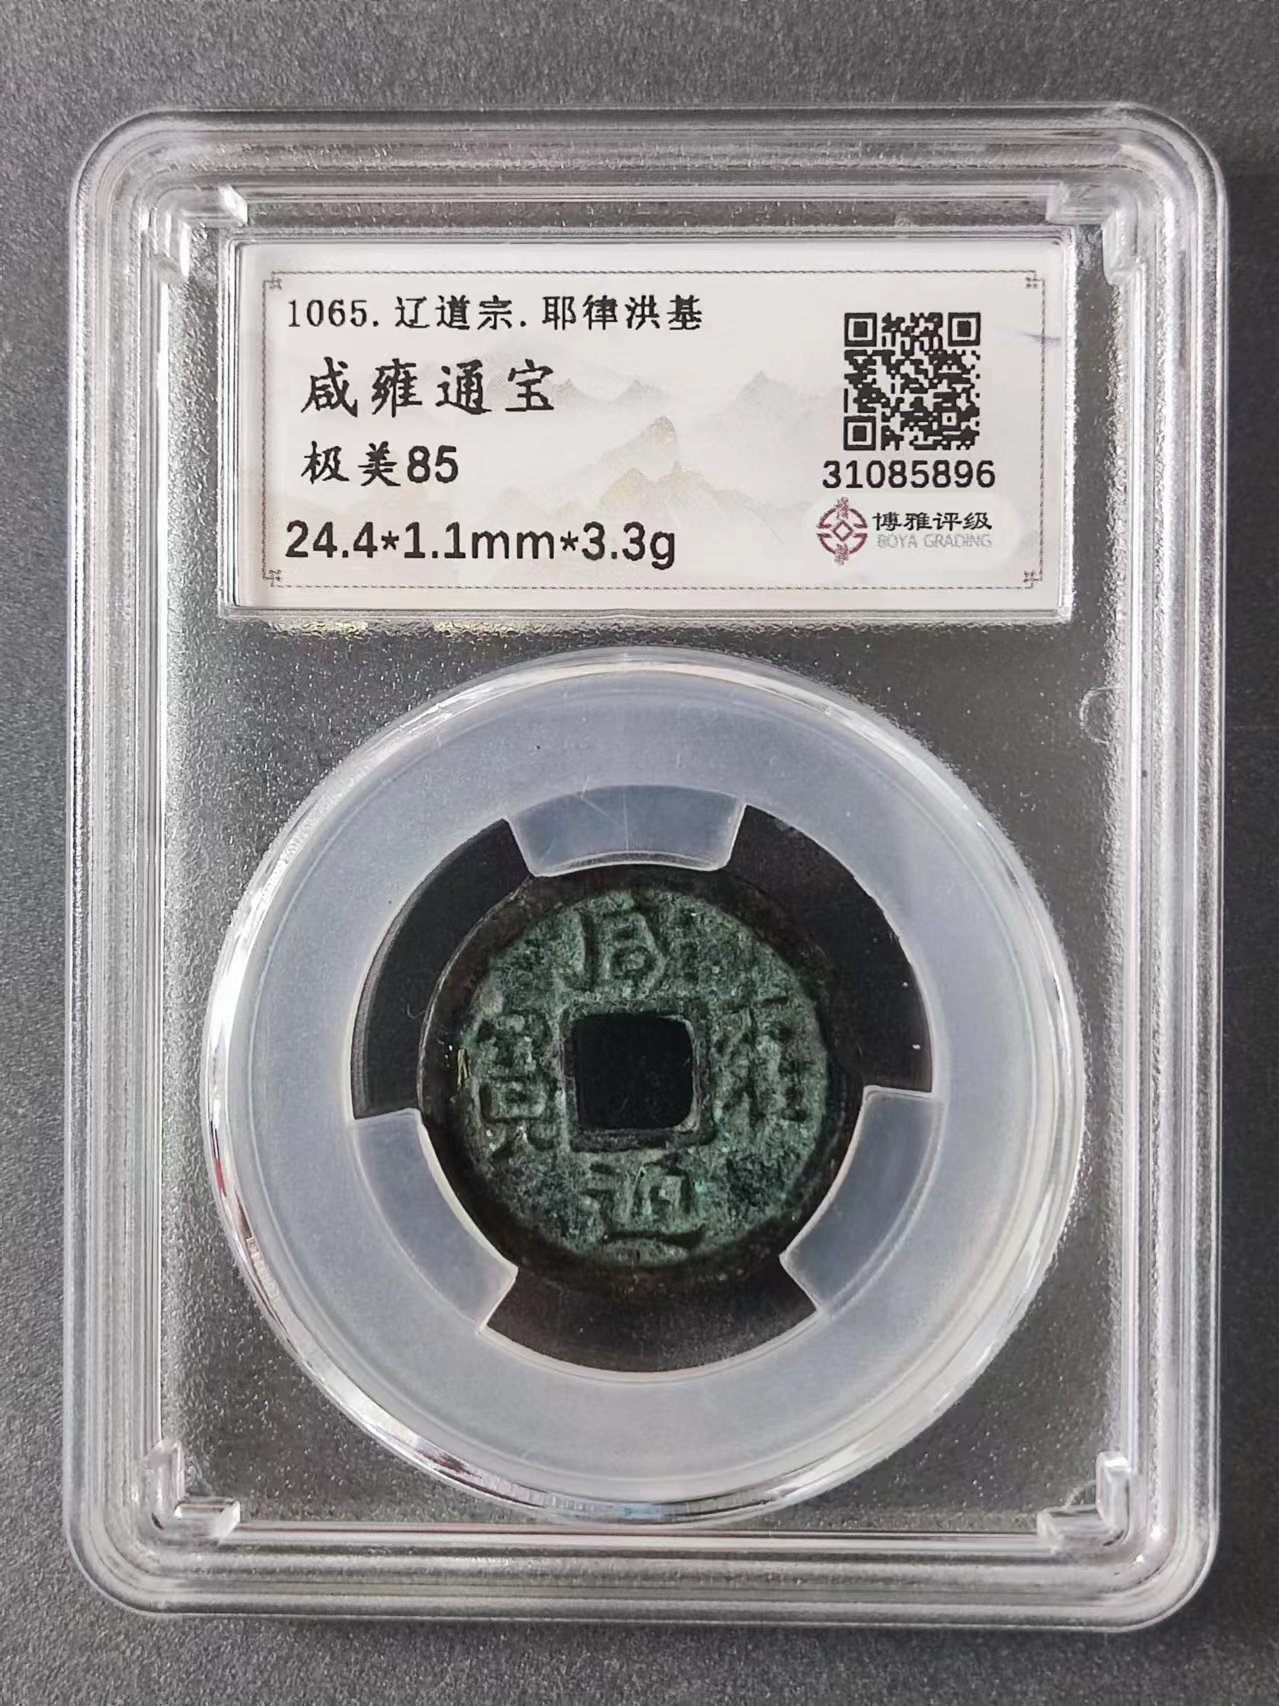 1065.辽道宗.耶律洪基
咸雍通宝
极美85
24.4*1.1mm*3.3g
31085896
博雅评级
BOYA GRADING
咸
雍
通
寳